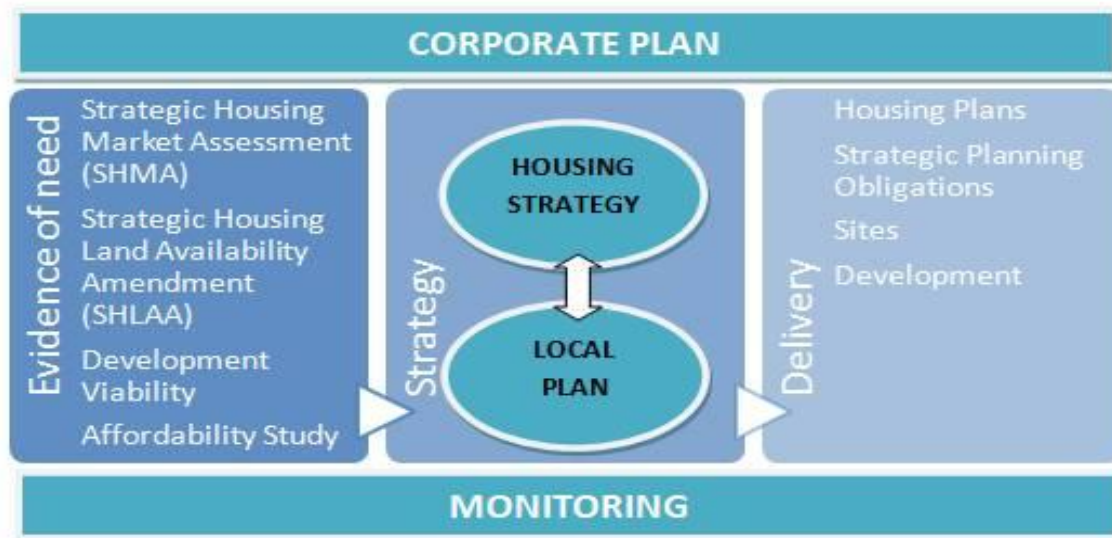 CORPORATE PLAN
Evidence of need
Strategic Housing
Market Assessment
(SHMA)
Strategic Housing
Land Availability
Amendment
(SHLAA)
Development
Viability
Affordability Study
Strategy
HOUSING
STRATEGY
LOCAL
PLAN
Delivery
Housing Plans
Strategic Planning
Obligations
Sites
Development
MONITORING